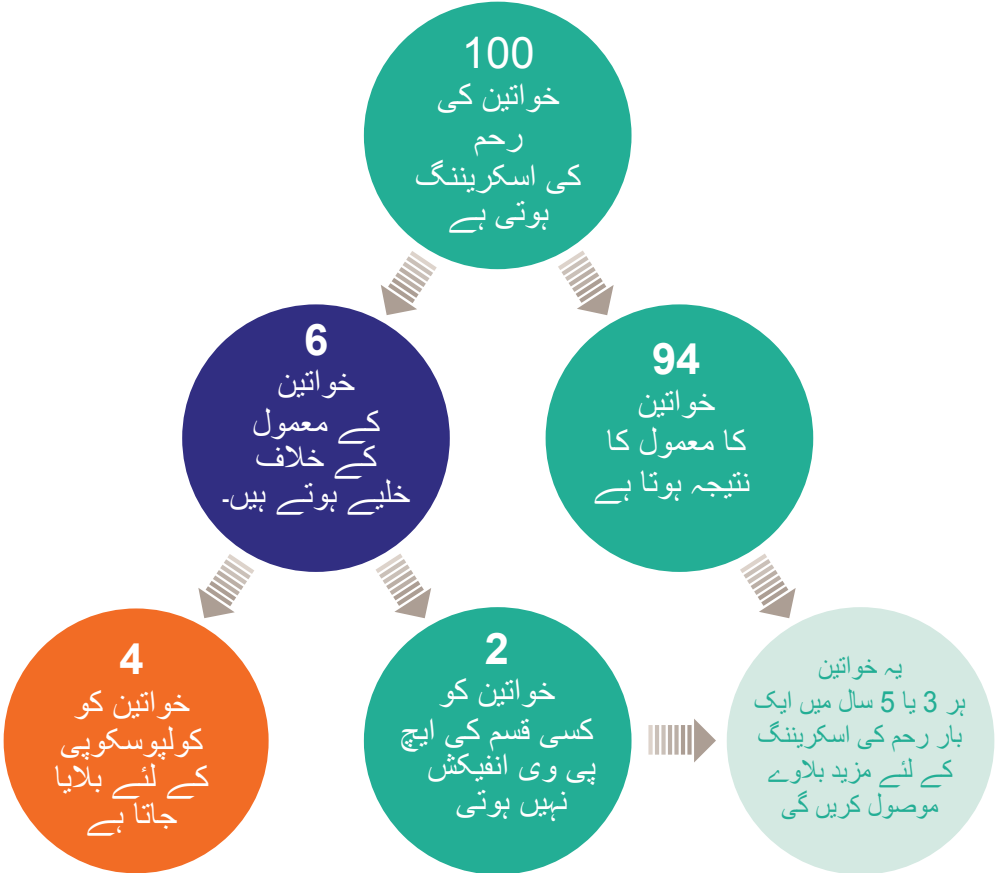 100
خواتین کی
رحم
کی اسکریننگ
ہوتی ہے
6
خواتین
کے معمول
کے خلاف
خلیے ہوتے ہیں۔
94
خواتین
کا معمول کا
نتیجہ ہوتا ہے
4
خواتین کو
کولپوسکوپی
کے لئے بلایا
جاتا ہے
2
خواتین کو
کسی قسم کی ایچ
پی وی انفیکش
نہیں ہوتی
یہ خواتین
ہر 3 یا 5 سال میں ایک
بار رحم کی اسکریننگ
کے لئے مزید بلاوے
موصول کریں گی